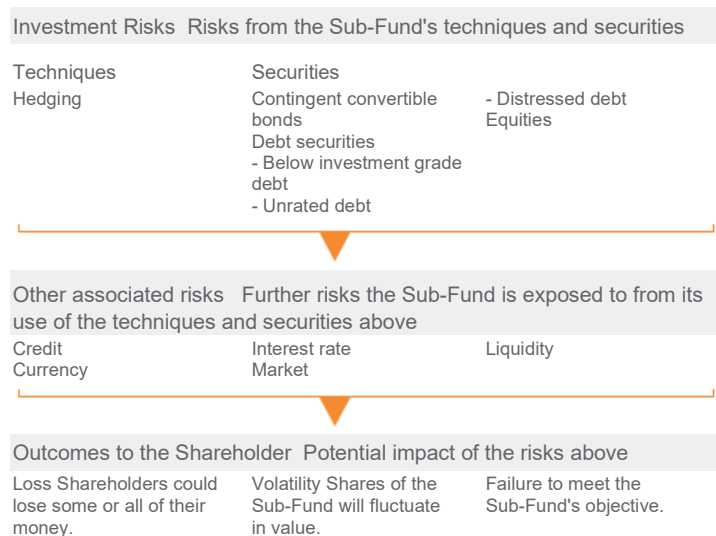 Investment Risks Risks from the Sub-Fund's techniques and securities
Techniques
Hedging
Securities
Contingent convertible
bonds
Debt securities
- Below investment grade
debt
- Unrated debt
- Distressed debt
Equities
Other associated risks Further risks the Sub-Fund is exposed to from its
use of the techniques and securities above
Credit
Currency
Interest rate
Market
Liquidity
Outcomes to the Shareholder Potential impact of the risks above
Loss Shareholders could
lose some or all of their
money.
Volatility Shares of the
Sub-Fund will fluctuate
in value.
Failure to meet the
Sub-Fund's objective.